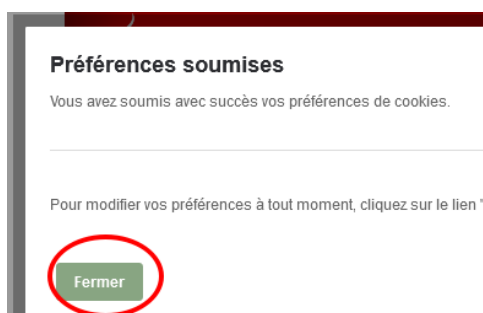 Préférences soumises
Vous avez soumis avec succès vos préférences de cookies.
Pour modifier vos préférences à tout moment, cliquez sur le lien "
Fermer